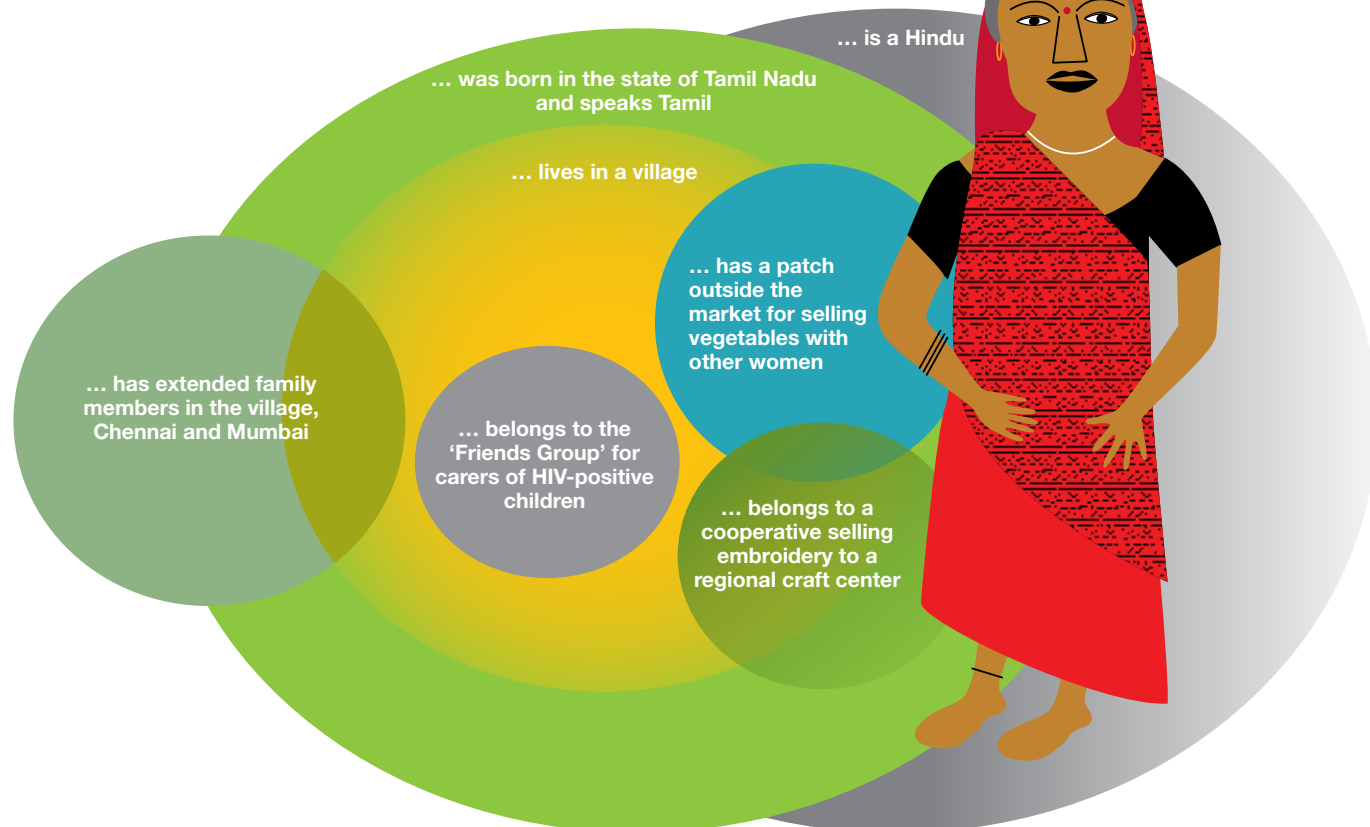 … is a Hindu
… was born in the state of Tamil Nadu
and speaks Tamil
… lives in a village
… has a patch
outside the
market for selling
vegetables with
other women
… has extended family
members in the village,
Chennai and Mumbai
… belongs to the
‘Friends Group’ for
carers of HIV-positive
children
… belongs to a
cooperative selling
embroidery to a
regional craft center